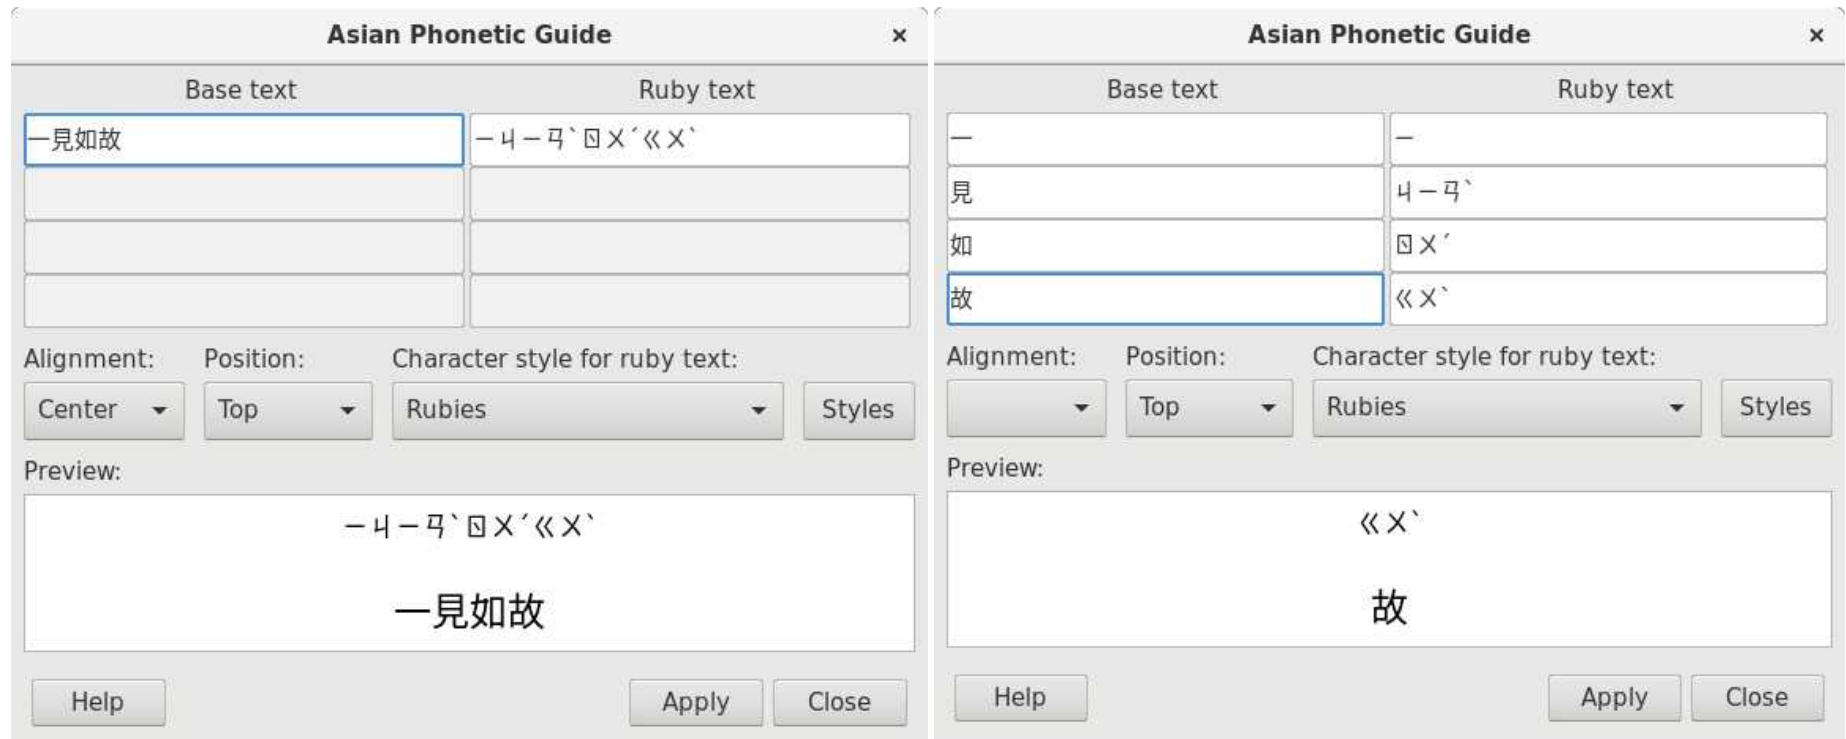 Asian Phonetic Guide ×
Base text Ruby text
一見如故 ㄧㄐㄧㄢˋㄖㄨˊㄍㄨˋ
Alignment: Position: Character style for ruby text:
Center Top Rubies Styles
Preview:
ㄧㄐㄧㄢˋㄖㄨˊㄍㄨˋ
一見如故
Help Apply Close
Asian Phonetic Guide ×
Base text Ruby text
一 ㄧ
見 ㄐㄧㄢˋ
如 ㄖㄨˊ
故 ㄍㄨˋ
Alignment: Position: Character style for ruby text:
Top Rubies Styles
Preview:
ㄍㄨˋ
故
Help Apply Close